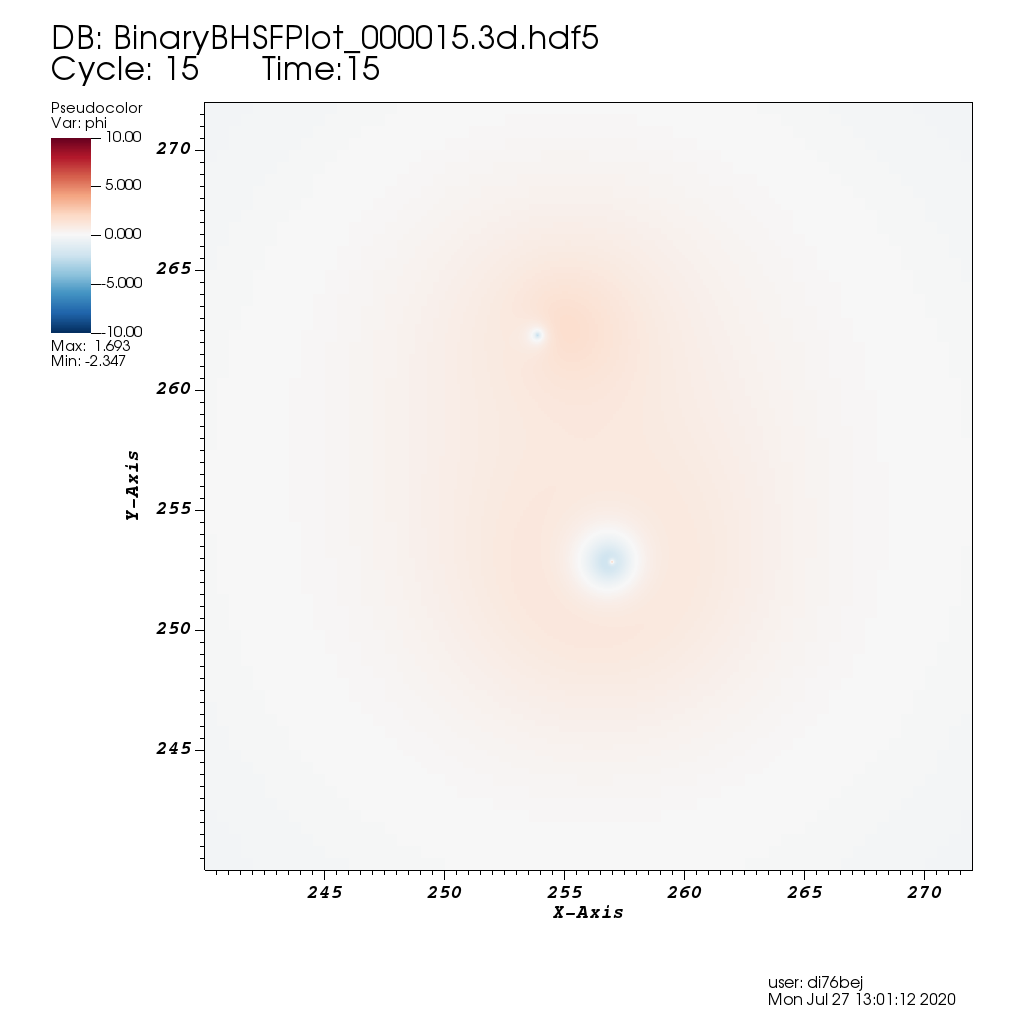 DB: BinaryBHSFPlot_000015.3d.hdf5
Cycle: 15 Time:15
Pseudocolor
Var: phi
10.00
5.000
0.000
-5.000
-10.00
Max: 1.693
Min: -2.347
270
265
260
255
250
245
Y-Axis
245 250 255 260 265 270
X-Axis
user: di76bej
Mon Jul 27 13:01:12 2020